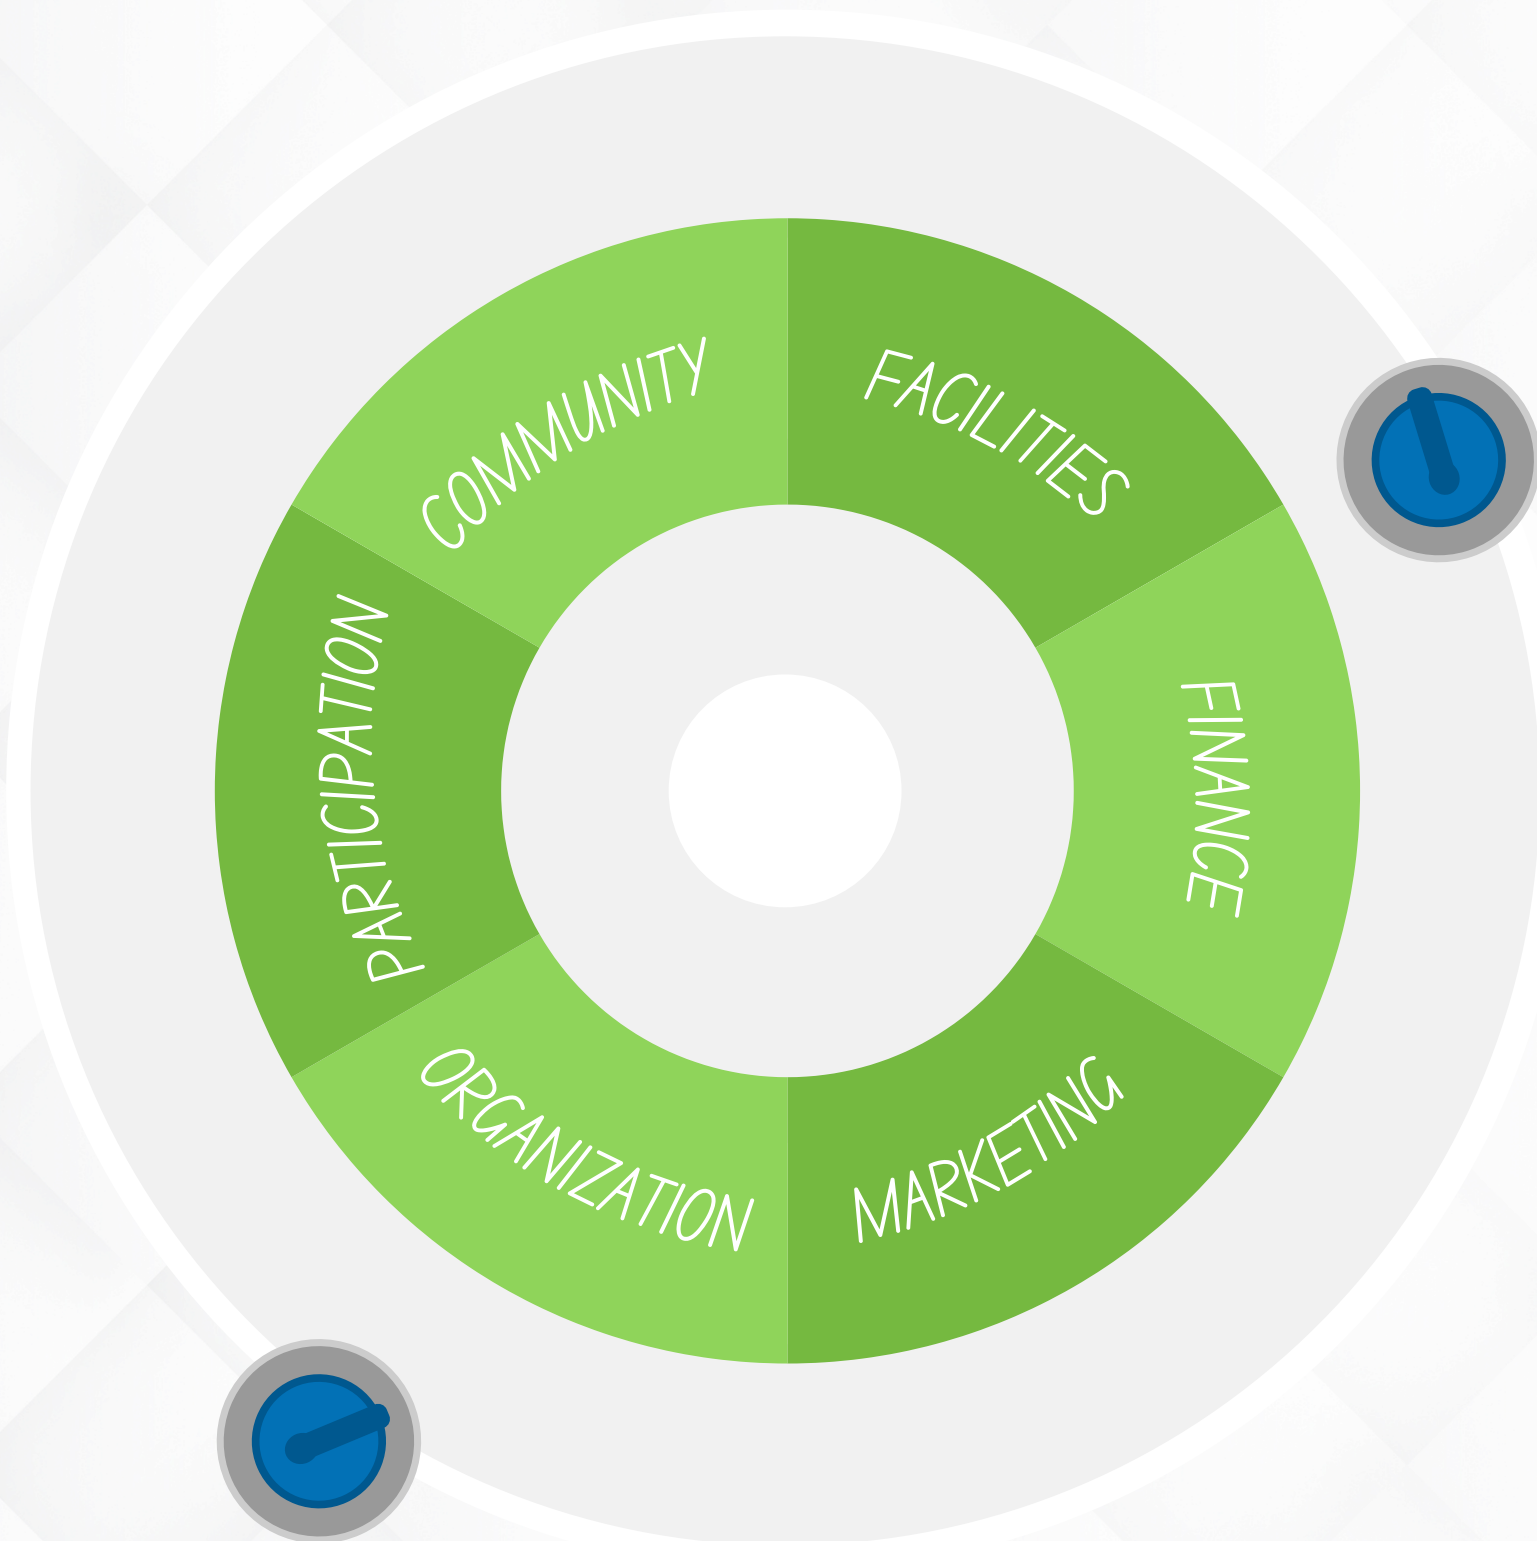 FACILITIES
FINANCE
MARKETING
ORGANIZATION
PARTICIPATION
COMMUNITY